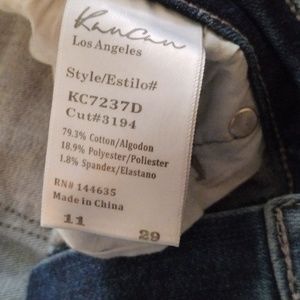 KanCan
Los Angeles
Style/Estilo#
KC7237D
Cut#3194
79.3% Cotton/Algodon
18.9% Polyester/Poliester
1.8% Spandex/Elastano
RN# 144635
Made in China
11 29